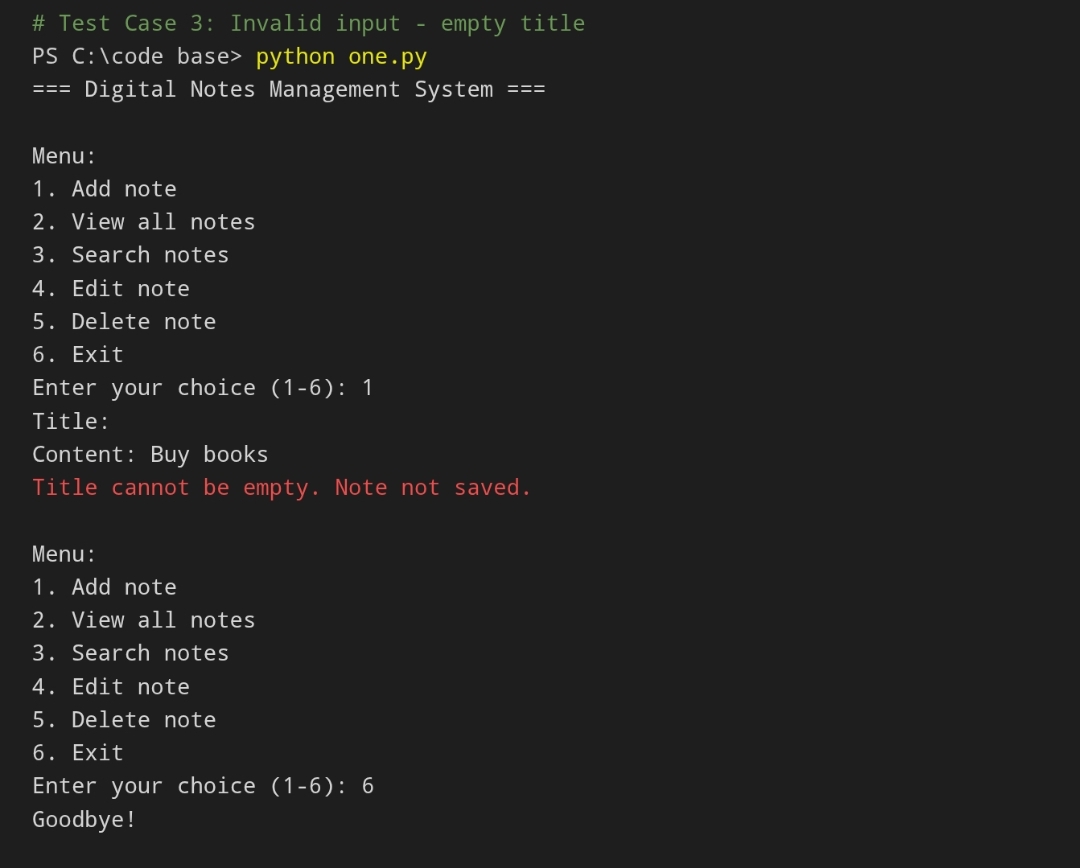 # Test Case 3: Invalid input - empty title
PS C:\code base> python one.py
=== Digital Notes Management System ===
Menu:
1. Add note
2. View all notes
3. Search notes
4. Edit note
5. Delete note
6. Exit
Enter your choice (1-6): 1
Title:
Content: Buy books
Title cannot be empty. Note not saved.
Menu:
1. Add note
2. View all notes
3. Search notes
4. Edit note
5. Delete note
6. Exit
Enter your choice (1-6): 6
Goodbye!